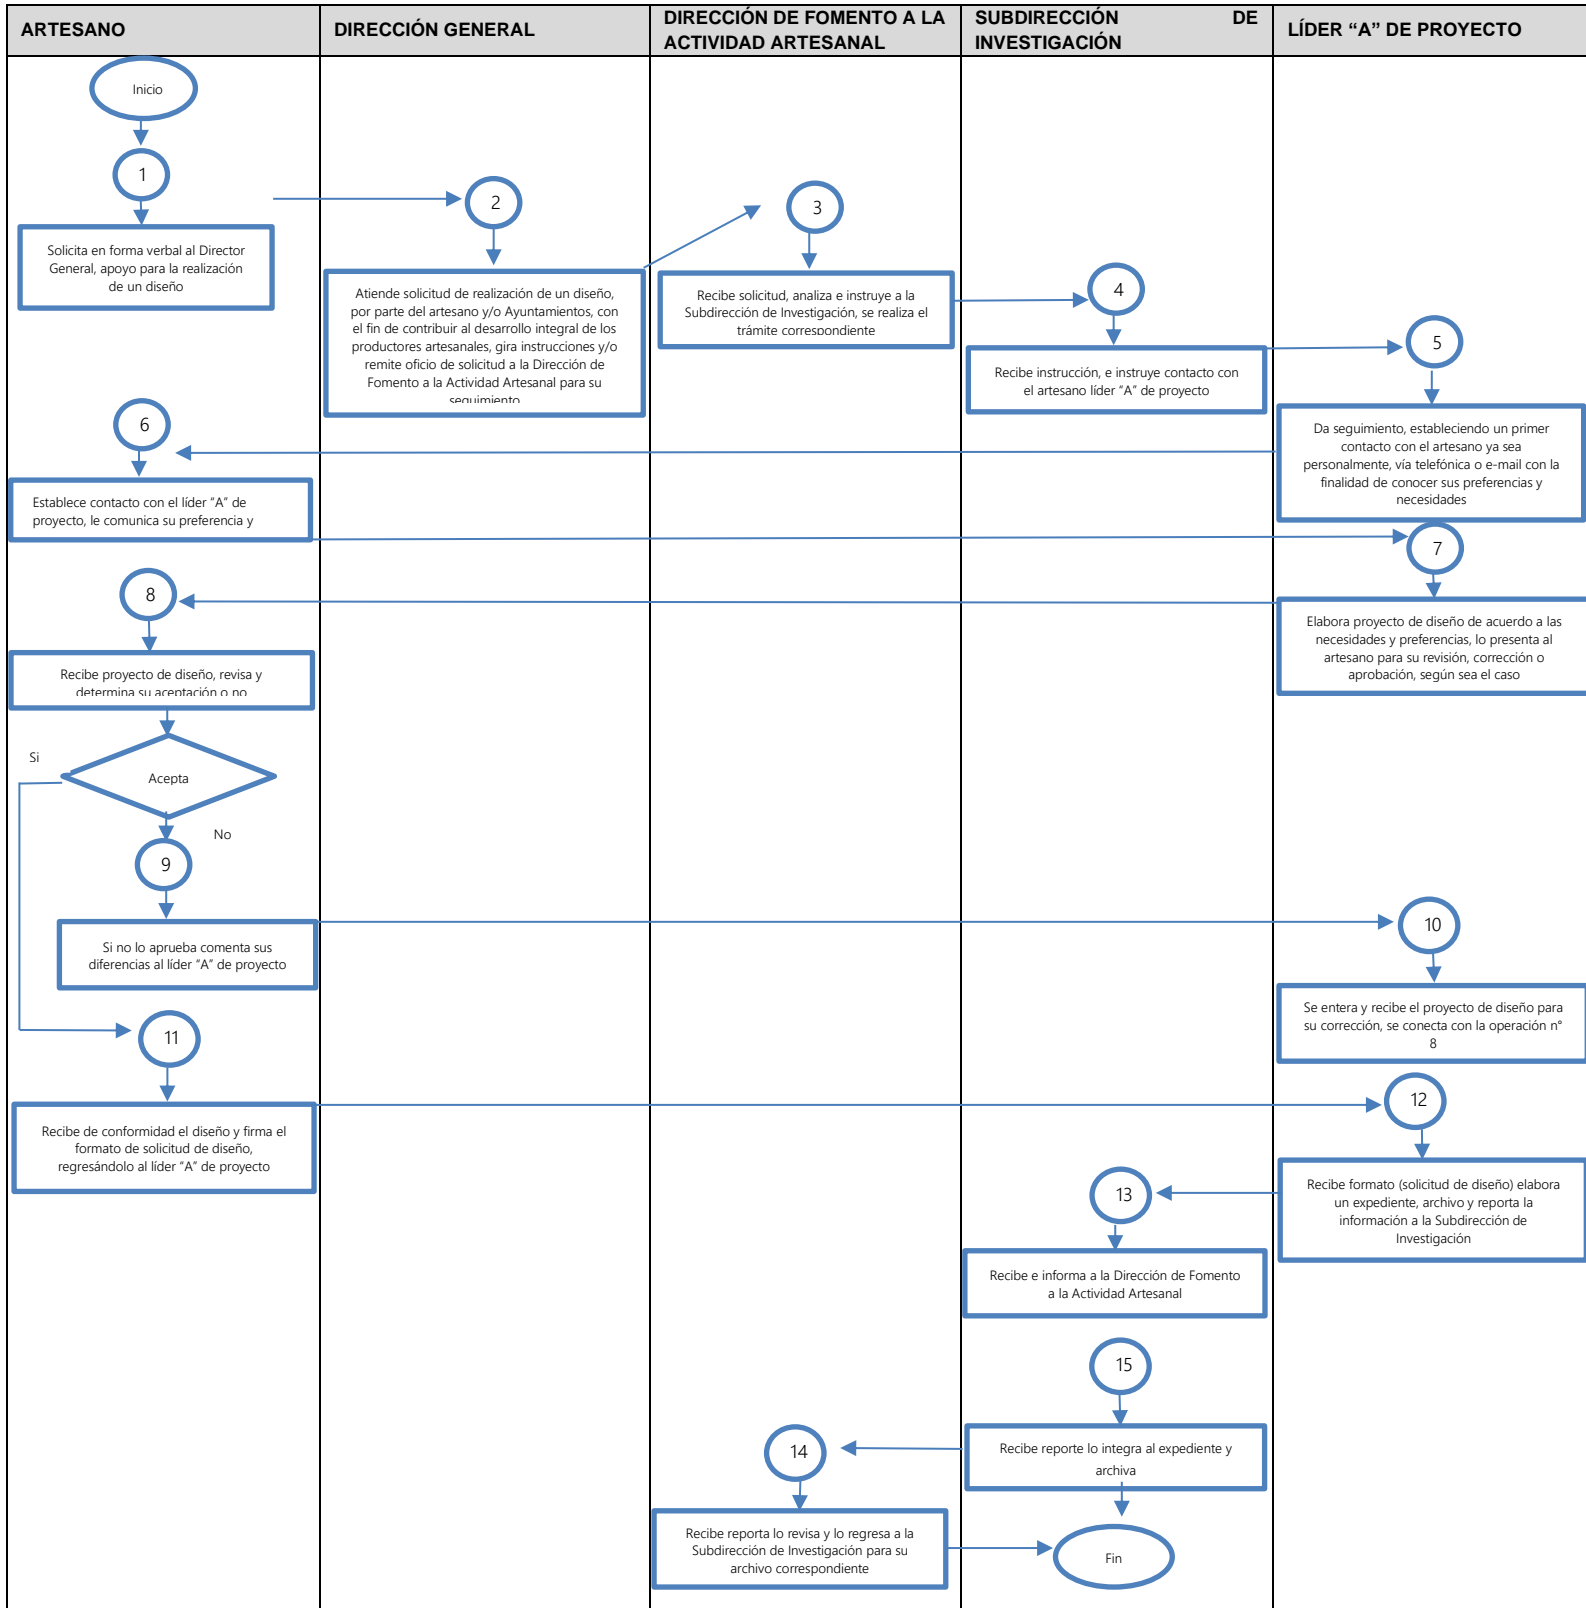 ARTESANO
DIRECCIÓN GENERAL
DIRECCIÓN DE FOMENTO A LA
ACTIVIDAD ARTESANAL
SUBDIRECCIÓN DE
INVESTIGACIÓN
LÍDER “A” DE PROYECTO
Inicio
1
Solicita en forma verbal al Director
General, apoyo para la realización
de un diseño
2
Atiende solicitud de realización de un diseño,
por parte del artesano y/o Ayuntamientos, con
el fin de contribuir al desarrollo integral de los
productores artesanales, gira instrucciones y/o
remite oficio de solicitud a la Dirección de
Fomento a la Actividad Artesanal para su
seguimiento
3
Recibe solicitud, analiza e instruye a la
Subdirección de Investigación, se realiza el
trámite correspondiente
4
Recibe instrucción, e instruye contacto con
el artesano líder “A” de proyecto
5
Da seguimiento, estableciendo un primer
contacto con el artesano ya sea
personalmente, vía telefónica o e-mail con la
finalidad de conocer sus preferencias y
necesidades
6
Establece contacto con el líder “A” de
proyecto, le comunica su preferencia y
7
Elabora proyecto de diseño de acuerdo a las
necesidades y preferencias, lo presenta al
artesano para su revisión, corrección o
aprobación, según sea el caso
8
Recibe proyecto de diseño, revisa y
determina su aceptación o no
Si
Acepta
No
9
Si no lo aprueba comenta sus
diferencias al líder “A” de proyecto
10
Se entera y recibe el proyecto de diseño para
su corrección, se conecta con la operación n°
8
11
Recibe de conformidad el diseño y firma el
formato de solicitud de diseño,
regresándolo al líder “A” de proyecto
12
Recibe formato (solicitud de diseño) elabora
un expediente, archivo y reporta la
información a la Subdirección de
Investigación
13
Recibe e informa a la Dirección de Fomento
a la Actividad Artesanal
15
Recibe reporte lo integra al expediente y
archiva
14
Recibe reporta lo revisa y lo regresa a la
Subdirección de Investigación para su
archivo correspondiente
Fin